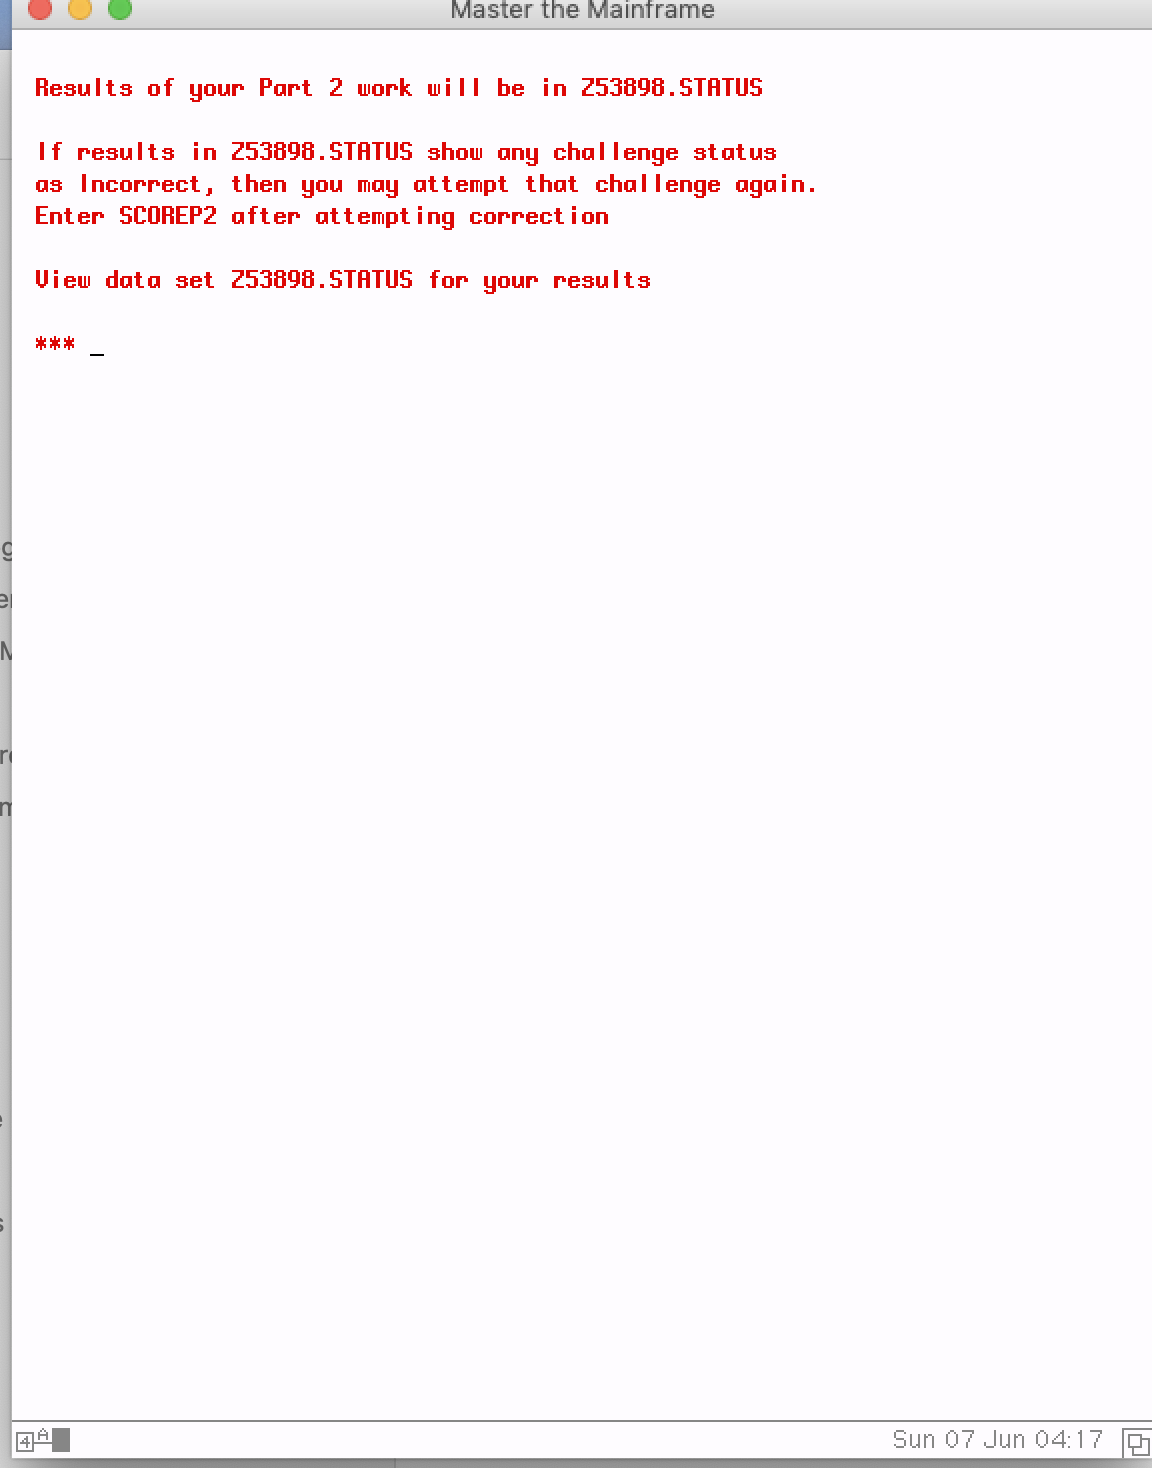 Master the Mainframe
Results of your Part 2 work will be in Z53898.STATUS
If results in Z53898.STATUS show any challenge status
as Incorrect, then you may attempt that challenge again.
Enter SCOREP2 after attempting correction
View data set Z53898.STATUS for your results
*** _
4 A
Sun 07 Jun 04:17